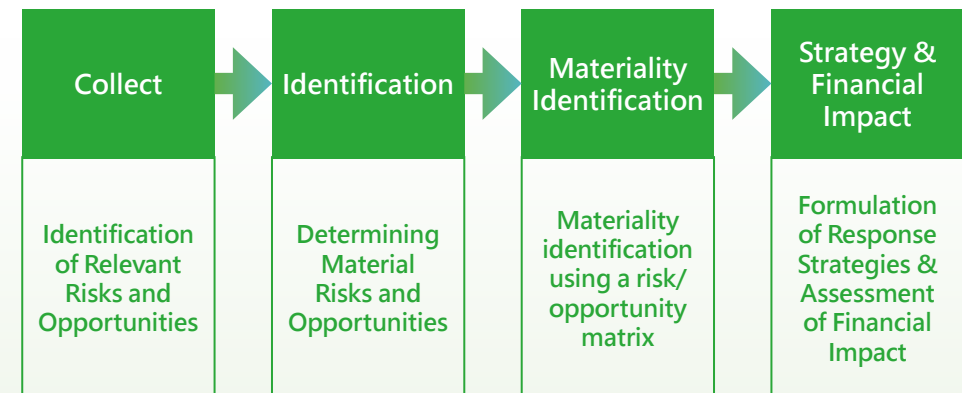 Collect
Identification
of Relevant
Risks and
Opportunities
Identification
Determining
Material
Risks and
Opportunities
Materiality
Identification
Materiality
identification
using a risk/
opportunity
matrix
Strategy &
Financial
Impact
Formulation
of Response
Strategies &
Assessment
of Financial
Impact